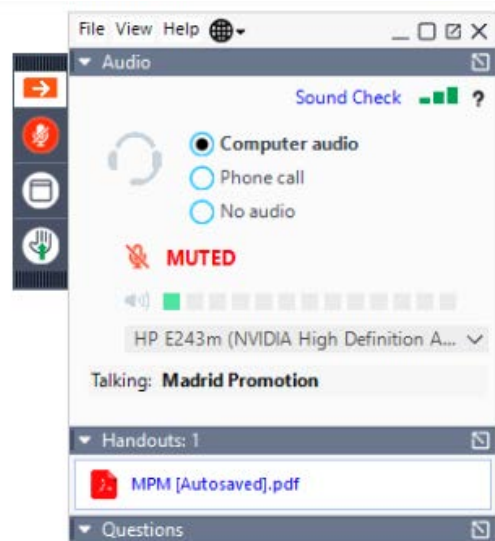 File View Help
Audio
Sound Check ?
Computer audio
Phone call
No audio
MUTED
HP E243m (NVIDIA High Definition A...
Talking: Madrid Promotion
Handouts: 1
MPM [Autosaved].pdf
Questions